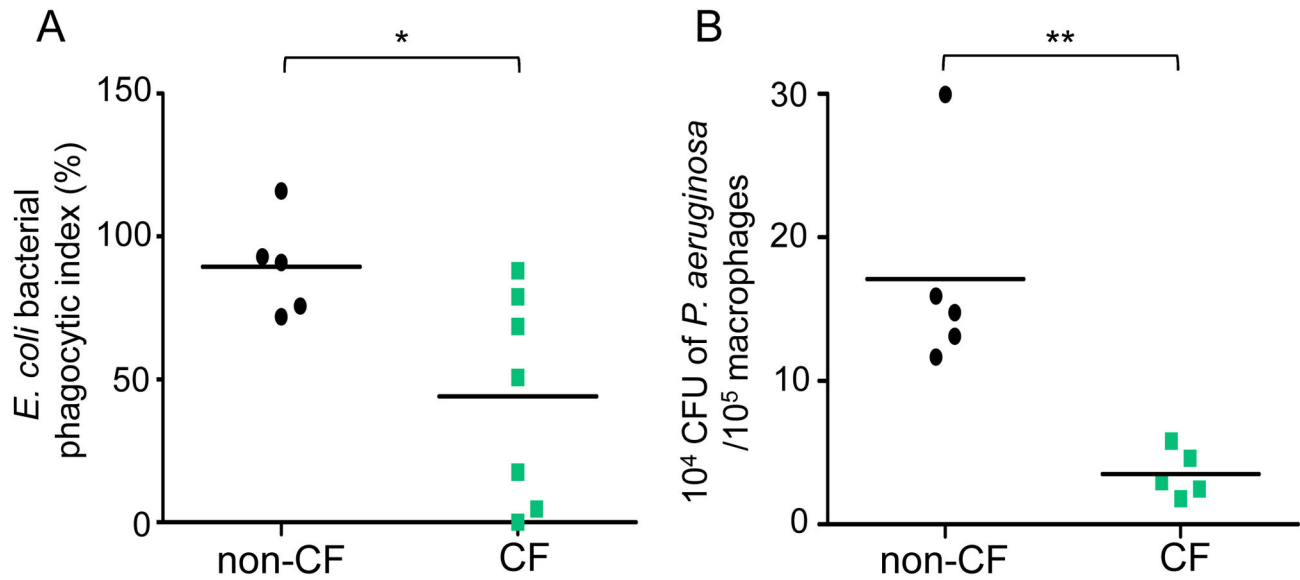 A
*
E. coli bacterial
phagocytic index (%)
150
100
50
0
non-CF
CF
B
**
10⁴ CFU of P. aeruginosa
/10⁵ macrophages
30
20
10
0
non-CF
CF